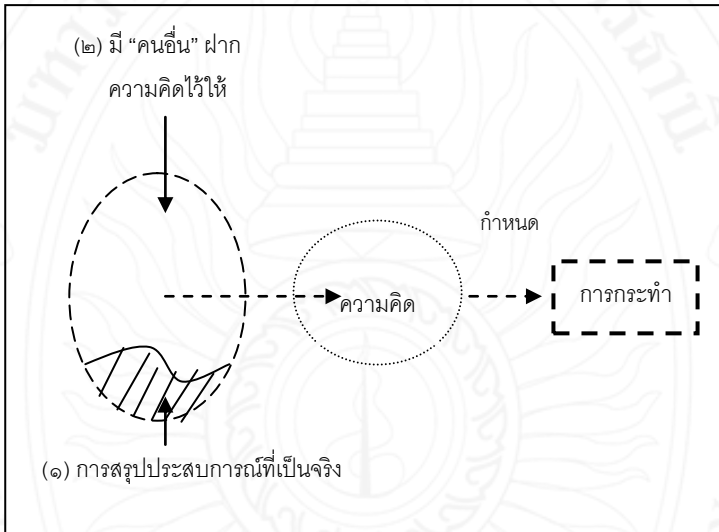 (๒) มี “คนอื่น” ฝาก
ความคิดไว้ให้
กำหนด
ความคิด
การกระทำ
(๑) การสรุปประสบการณ์ที่เป็นจริง